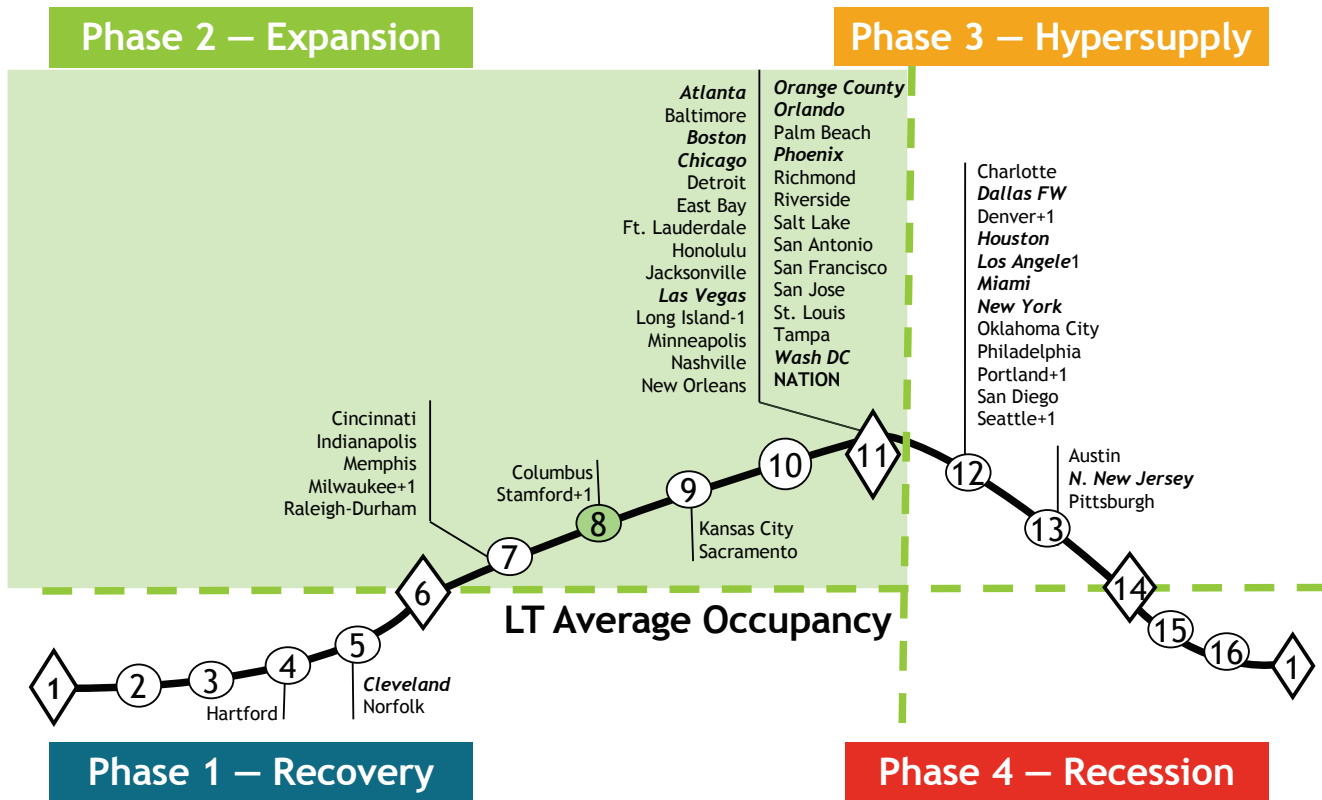 Phase 2 — Expansion
Phase 3 — Hypersupply
Atlanta
Baltimore
Boston
Chicago
Detroit
East Bay
Ft. Lauderdale
Honolulu
Jacksonville
Las Vegas
Long Island-1
Minneapolis
Nashville
New Orleans
Orange County
Orlando
Palm Beach
Phoenix
Richmond
Riverside
Salt Lake
San Antonio
San Francisco
San Jose
St. Louis
Tampa
Wash DC
NATION
Charlotte
Dallas FW
Denver+1
Houston
Los Angele1
Miami
New York
Oklahoma City
Philadelphia
Portland+1
San Diego
Seattle+1
Cincinnati
Indianapolis
Memphis
Milwaukee+1
Raleigh-Durham
Columbus
Stamford+1
Kansas City
Sacramento
Austin
N. New Jersey
Pittsburgh
1
2
3
4
5
6
7
8
9
10
11
12
13
14
15
16
1
LT Average Occupancy
Hartford
Cleveland
Norfolk
Phase 1 — Recovery
Phase 4 — Recession